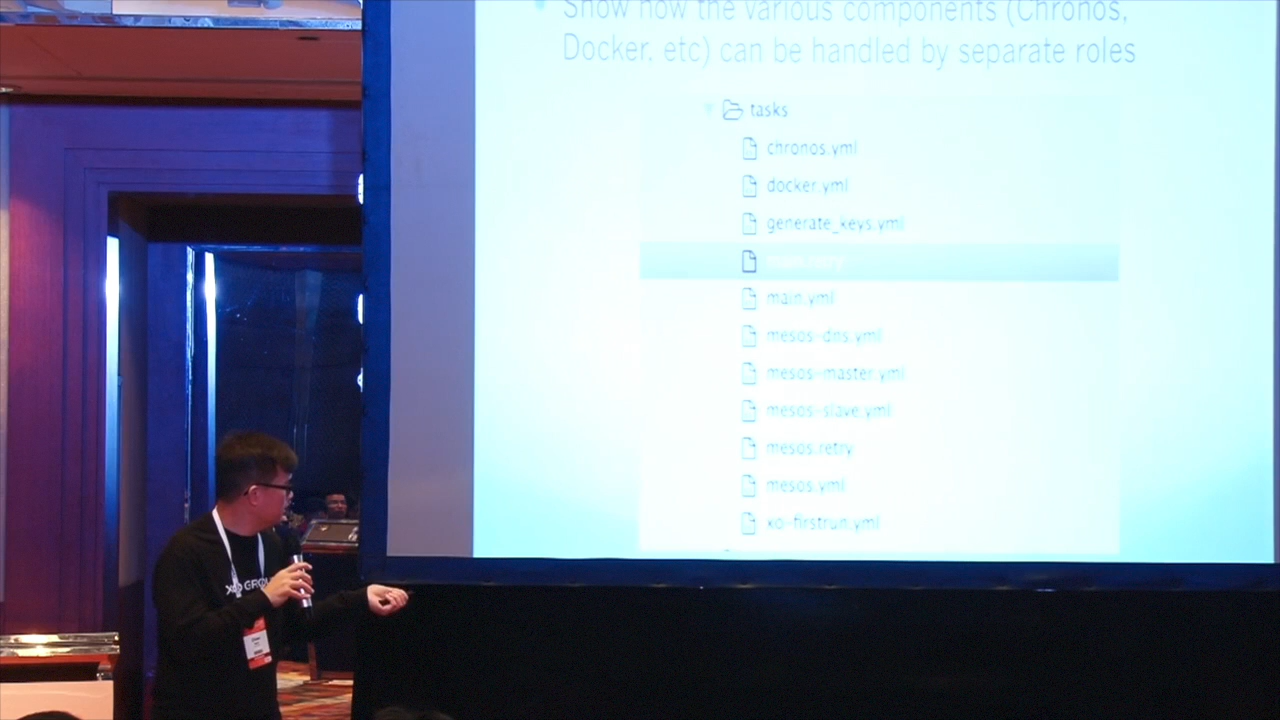 Show how the various components (Chronos,
Docker, etc) can be handled by separate roles
tasks
chronos.yml
docker.yml
generate_keys.yml
main.yml
mesos-dns.yml
mesos-master.yml
mesos-slave.yml
mesos.retry
mesos.yml
xo-firstrun.yml
XO GROUP